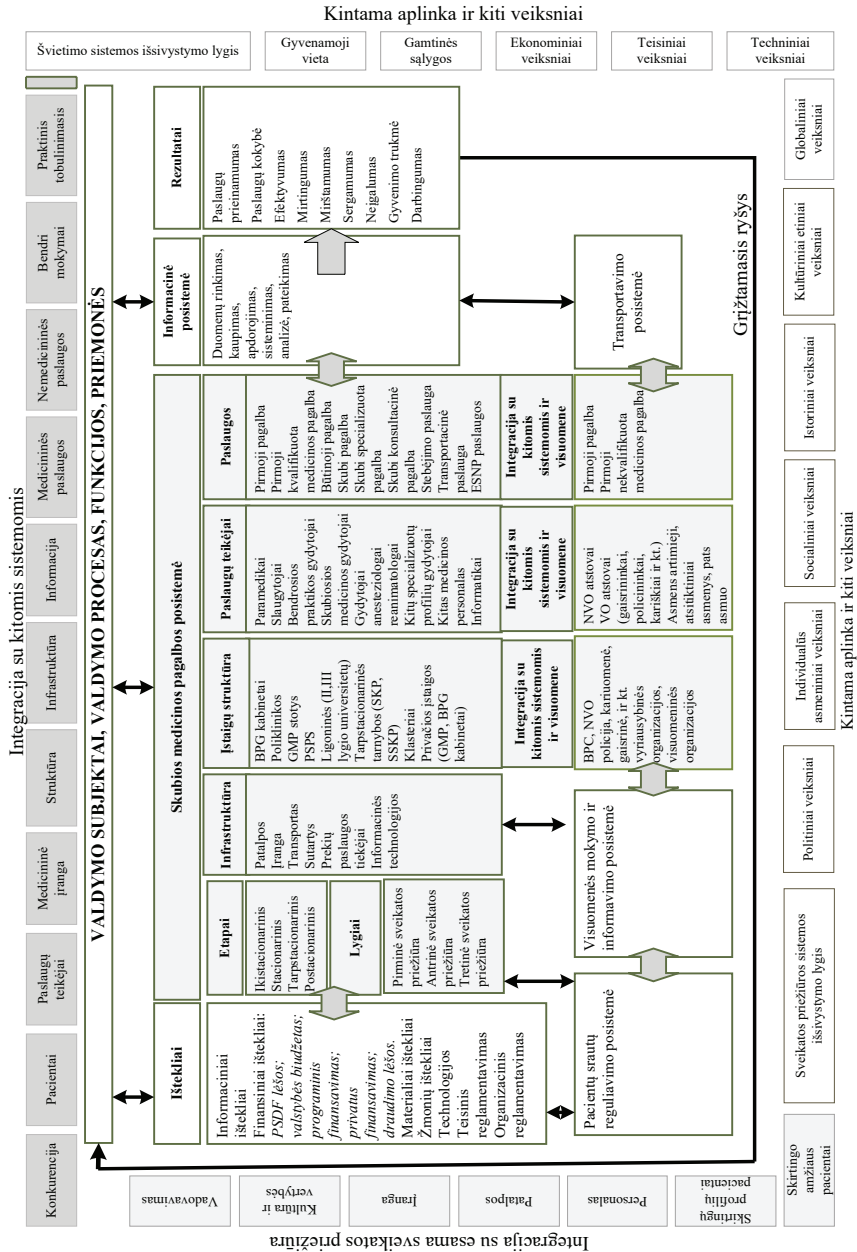 Integracija su kitomis sistemomis
Konkurencija
Pacientai
Paslaugų
teikėjai
Medicininė
įranga
Struktūra
Infrastruktūra
Informacija
Medicininės
paslaugos
Nemedicininės
paslaugos
Bendri
mokymai
Praktinis
tobulinimasis
VALDYMO SUBJEKTAI, VALDYMO PROCESAS, FUNKCIJOS, PRIEMONĖS
Ištekliai
Informaciniai
ištekliai
Finansiniai ištekliai:
PSDF lėšos;
valstybės biudžetas;
programinis
finansavimas;
privatus
finansavimas;
draudimo lėšos.
Materialiai ištekliai
Žmonių ištekliai
Technologijos
Teisinis
reglamentavimas
Organizacinis
reglamentavimas
Skubios medicinos pagalbos posistemė
Etapai
Ikistacionarinis
Stacionarinis
Tarpstacionarinis
Postacionarinis
Lygiai
Pirminė sveikatos
priežiūra
Antrinė sveikatos
priežiūra
Tretinė sveikatos
priežiūra
Infrastruktūra
Patalpos
Įranga
Transportas
Sutartys
Prekių
paslaugos
tiekėjai
Informacinės
technologijos
Įstaigų struktūra
BPG kabinetai
Poliklinikos
GMP stotys
PSPS
Ligoninės (II,III
lygio universitetų)
Tarpstacionarinės
tarnybos (SKP,
SSKP)
Klasteriai
Privačios įstaigos
(GMP, BPG
kabinetai)
Paslaugų teikėjai
Paramedikai
Slaugytojai
Bendrosios
praktikos gydytojai
Skubiosios
medicinos gydytojai
Gydytojai
anesteziologai
reanimatologai
Kitų specializuotų
profilių gydytojai
Kitas medicinos
personalas
Informatikai
Paslaugos
Pirmoji pagalba
Pirmoji
kvalifikuota
medicinos pagalba
Būtinoji pagalba
Skubi pagalba
Skubi specializuota
pagalba
Skubi konsultacinė
pagalba
Stebėjimo paslauga
Transportacinė
paslauga
ESNP paslaugos
Informacinė
posistemė
Duomenų rinkimas,
kaupimas,
apdorojimas,
sisteminimas,
analizė, pateikimas
Rezultatai
Paslaugų
prieinamumas
Paslaugų kokybė
Efektyvumas
Mirtingumas
Mirštamumas
Sergamumas
Neįgalumas
Gyvenimo trukmė
Darbingumas
Integracija su
kitomis sistemomis
ir visuomene
Integracija su
kitomis
sistemomis ir
visuomene
Integracija su
kitomis
sistemomis ir
visuomene
Pacientų srautų
reguliavimo posistemė
Visuomenės mokymo ir
informavimo posistemė
BPC, NVO
policija, kariuomenė,
gaisrinė, ir kt.
vyriausybinės
organizacijos,
visuomeninės
organizacijos
NVO atstovai
VO atstovai
(gaisrininkai,
policininkai,
kariškiai ir kt.)
Asmens artimieji,
atsitiktiniai
asmenys, pats
asmuo
Pirmoji pagalba
Pirmoji
nekvalifikuota
medicinos pagalba
Transportavimo
posistemė
Grįžtamasis ryšys
Integracija su esama sveikatos priežiūra
Vadovavimas
Kultūra ir
vertybės
Įranga
Patalpos
Personalas
Skirtingų
profilių
pacientai.
Skirtingo
amžiaus
pacientai
Sveikatos priežiūros sistemos
išsivystymo lygis
Politiniai veiksniai
Individualūs
asmeniniai veiksniai
Socialiniai veiksniai
Istoriniai veiksniai
Kultūriniai etiniai
veiksniai
Globaliniai
veiksniai
Kintama aplinka ir kiti veiksniai
Kintama aplinka ir kiti veiksniai
Švietimo sistemos išsivystymo lygis
Gyvenamoji
vieta
Gamtinės
sąlygos
Ekonominiai
veiksniai
Teisiniai
veiksniai
Techniniai
veiksniai